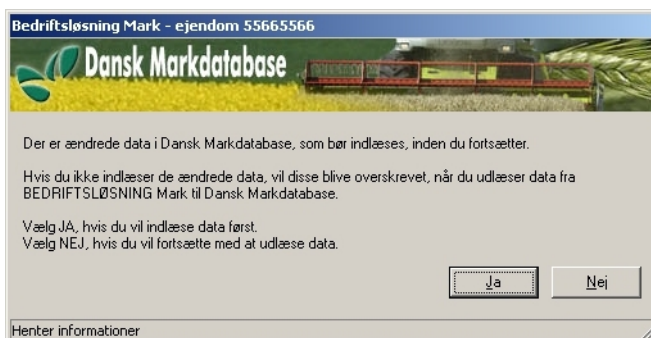 Bedriftsløsning Mark - ejendom 55665566
Dansk Markdatabase
Der er ændrede data i Dansk Markdatabase, som bør indlæses, inden du fortsætter.
Hvis du ikke indlæser de ændrede data, vil disse blive overskrevet, når du udlæser data fra
BEDRIFTSLØSNING Mark til Dansk Markdatabase.
Vælg JA, hvis du vil indlæse data først.
Vælg NEJ, hvis du vil fortsætte med at udlæse data.
Ja
Nej
Henter informationer